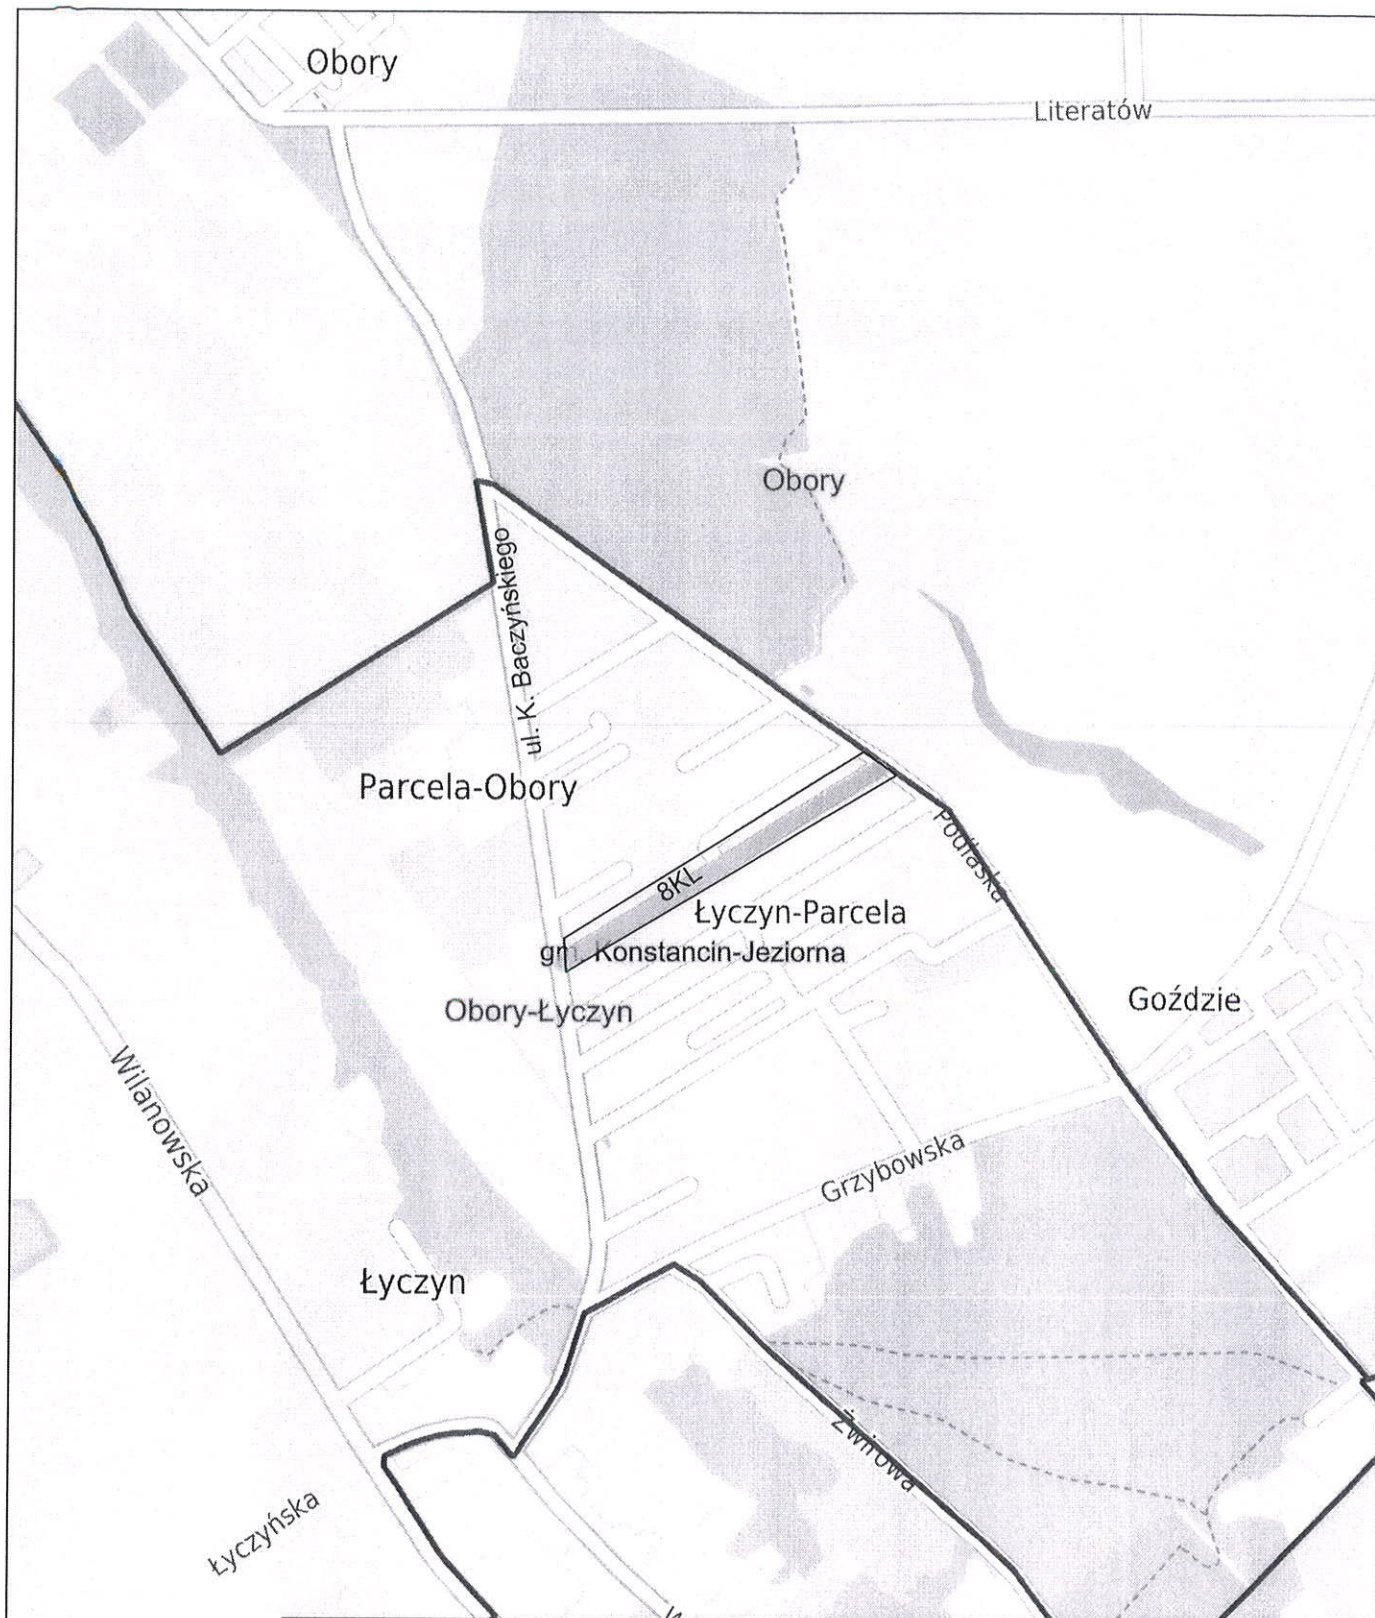 Obory
Literatów
Obory
ul. K. Baczyńskiego
Parcela-Obory
Podlaska
8KL
Łyczyn-Parcela
gm. Konstancin-Jeziorna
Obory-Łyczyn
Goździe
Wilanowska
Grzybowska
Łyczyn
Żwirowa
Łyczyńska